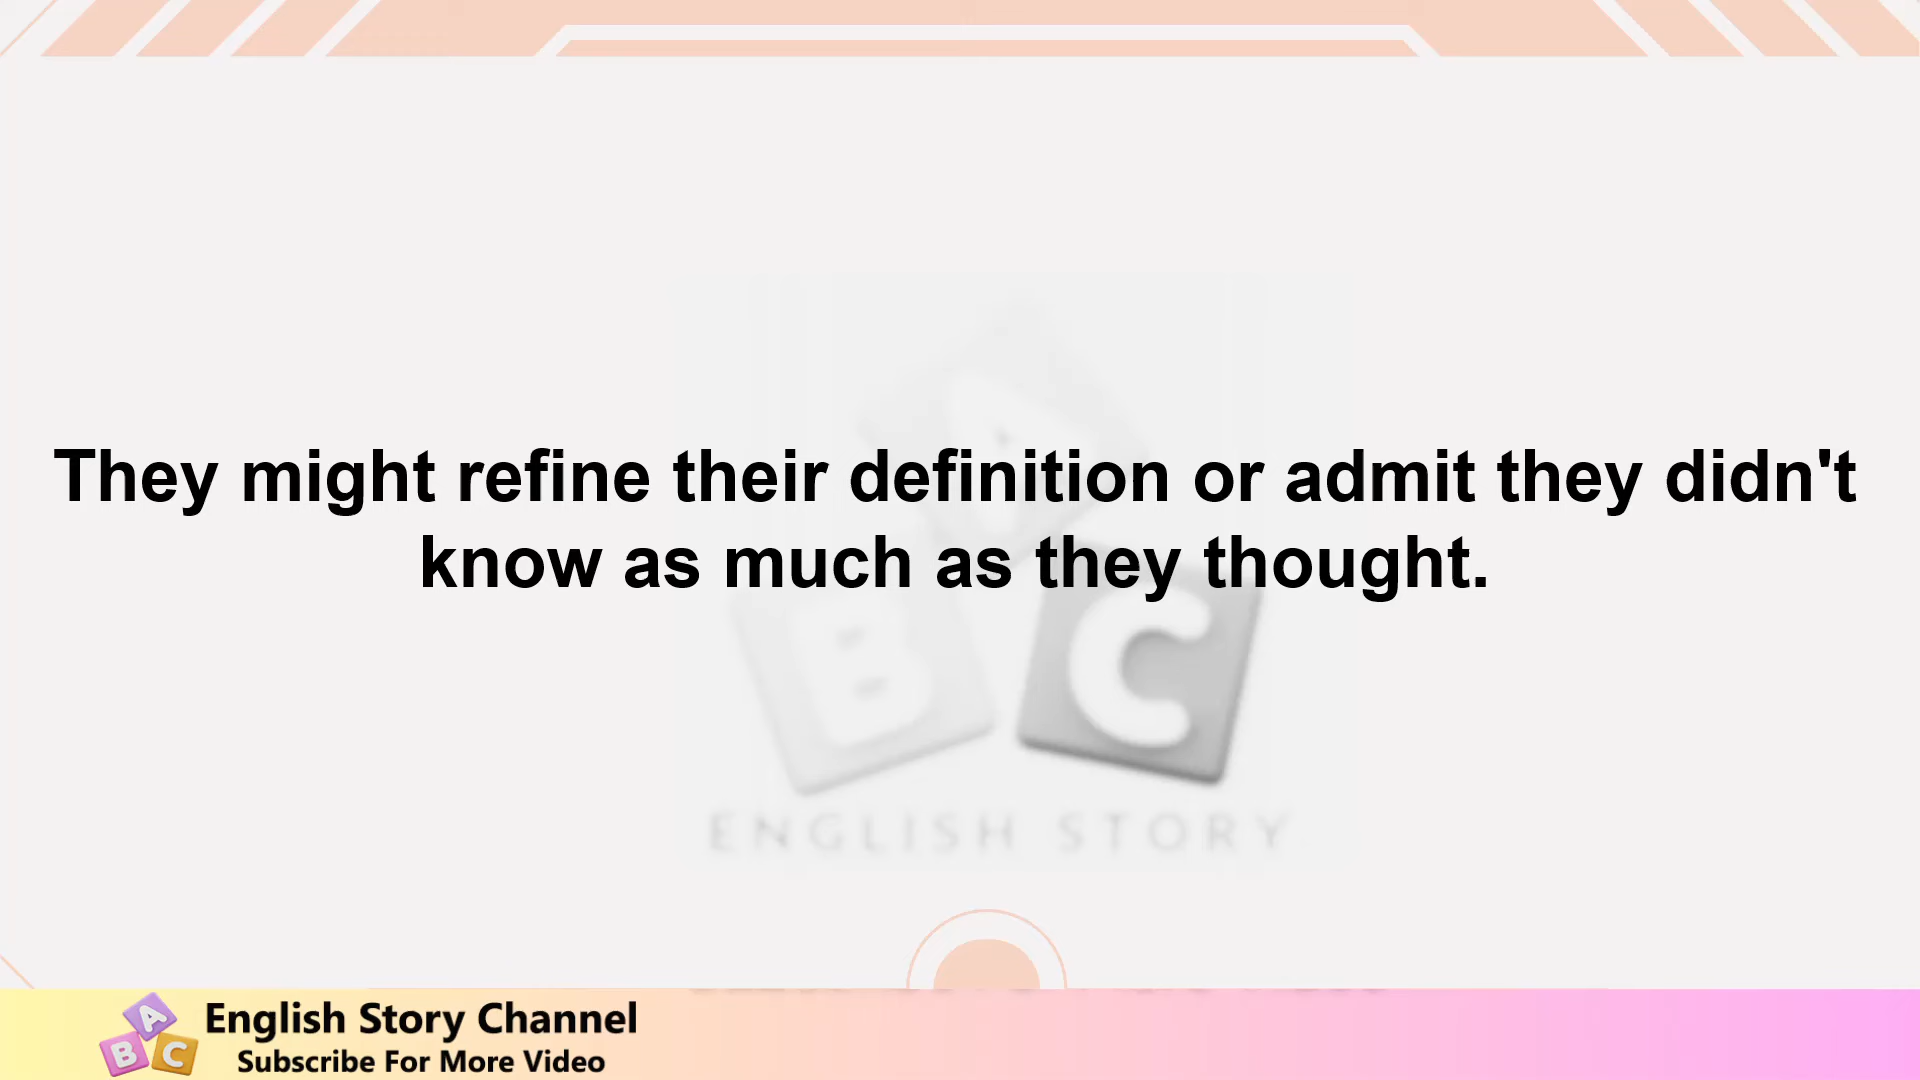 They might refine their definition or admit they didn't
know as much as they thought.
A
B
C
ENGLISH STORY
A
B
C
English Story Channel
Subscribe For More Video